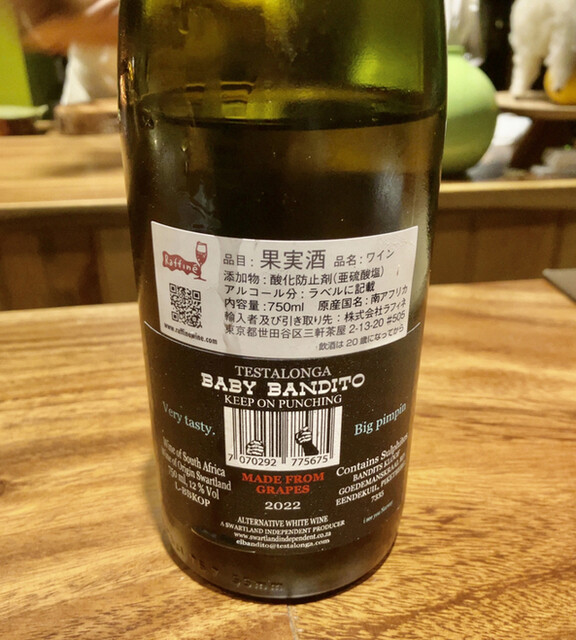 Raffiné
www.raffinewine.com
品目: 果実酒 品名: ワイン
添加物: 酸化防止剤(亜硫酸塩)
アルコール分: ラベルに記載
内容量: 750ml 原産国名: 南アフリカ
輸入者及び引き取り先: 株式会社ラフィネ
東京都世田谷区三軒茶屋 2-13-20 #505
飲酒は20歳になってから
TESTALONGA
BABY BANDITO
KEEP ON PUNCHING
Very tasty.
Big pimpin
7 070292 775675
MADE FROM
GRAPES
2022
Wine of South Africa
Wine of Origin Swartland
750 ml, 12 % Vol
L-BBKOP
Contains Sulphites
BANDITS KLOOF
GOEDEMANSKRAAL
EENDEKUIL, PIKETBERG
7335
ALTERNATIVE WHITE WINE
A SWARTLAND INDEPENDENT PRODUCER
www.swartlandindependent.co.za
elbandito@testalonga.com